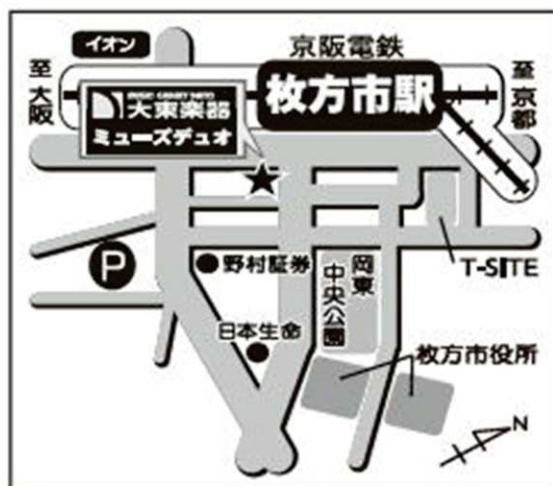 イオン
京阪電鉄
至大阪
大東楽器
ミューズデュオ
枚方市駅
至京都
P
野村証券
岡東
中央公園
T-SITE
日本生命
枚方市役所
N